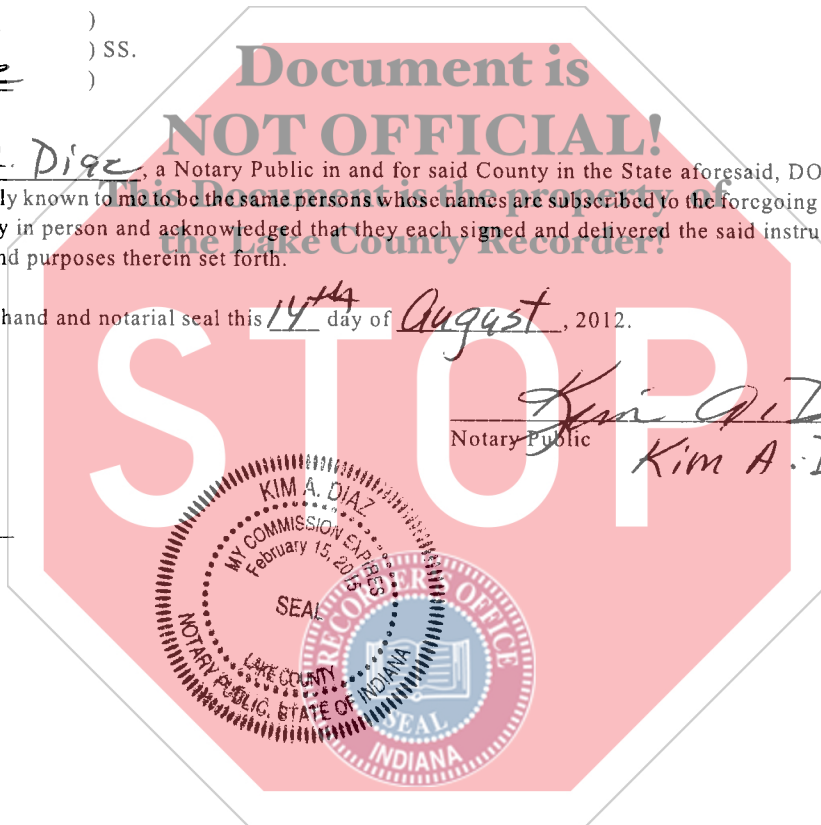 )
) SS.
)
Document is
NOT OFFICIAL!
This Document is the property of
the Lake County Recorder!
. Diaz, a Notary Public in and for said County in the State aforesaid, DO
ly known to me to be the same persons whose names are subscribed to the foregoing
y in person and acknowledged that they each signed and delivered the said instru
nd purposes therein set forth.
hand and notarial seal this 14th day of August, 2012.
STOP
Kim A. D
Notary Public
Kim A. D
KIM A. DIAZ
MY COMMISSION EXPIRES
February 15, 2015
SEAL
LAKE COUNTY
NOTARY PUBLIC, STATE OF INDIANA
RECORDER'S OFFICE
SEAL
INDIANA